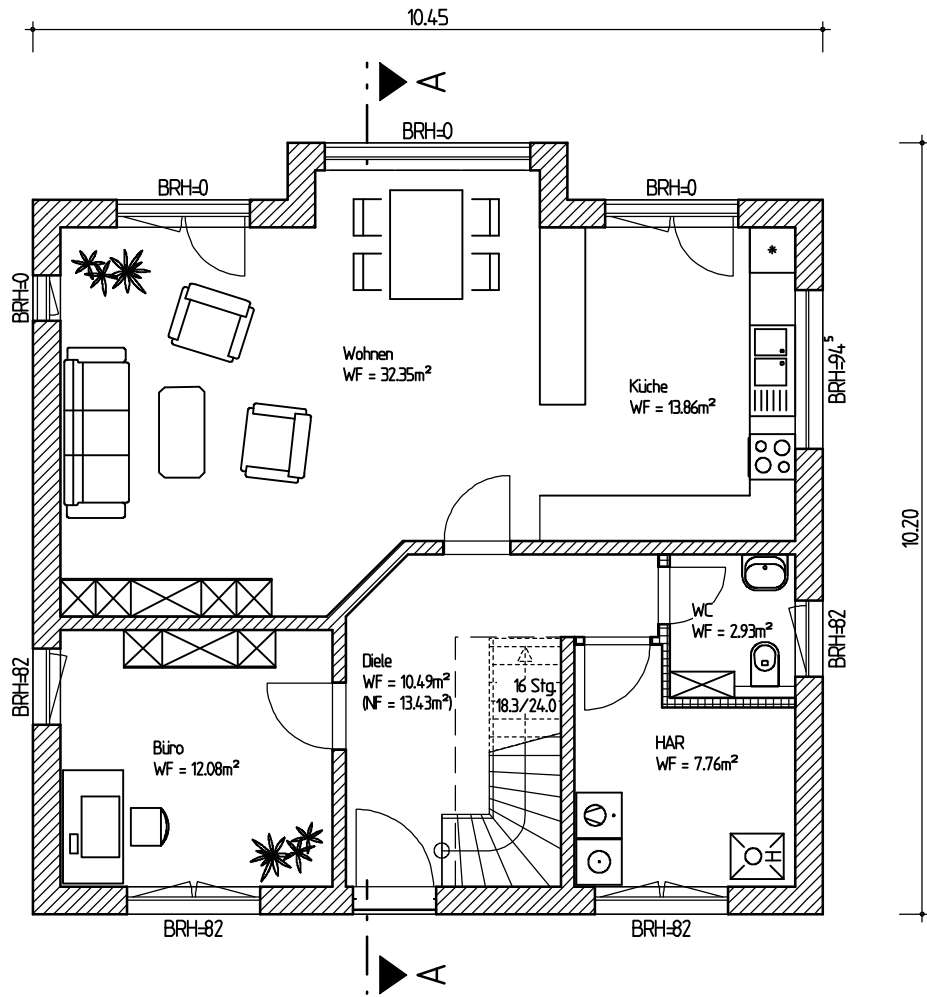 10.45
A
BRH=0
BRH=0
BRH=0
BRH=0
Wohnen
WF = 32.35m²
Küche
WF = 13.86m²
BRH=94⁵
10.20
WC
WF = 2.93m²
BRH=82
Diele
WF = 10.49m²
(NF = 13.43m²)
16 Stg.
18.3/24.0
BRH=82
Büro
WF = 12.08m²
HAR
WF = 7.76m²
H
BRH=82
BRH=82
A